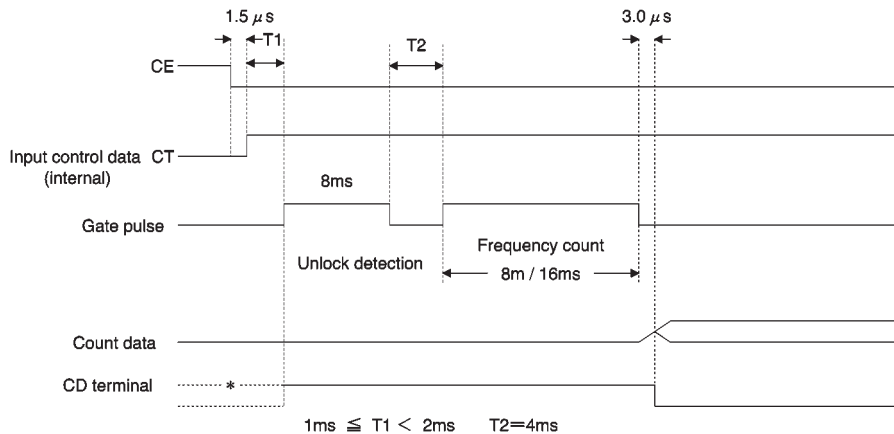 1.5 μs
3.0 μs
T1
T2
CE
Input control data CT
(internal)
8ms
Gate pulse
Unlock detection
Frequency count
8m / 16ms
Count data
CD terminal
*
1ms ≦ T1 < 2ms T2=4ms